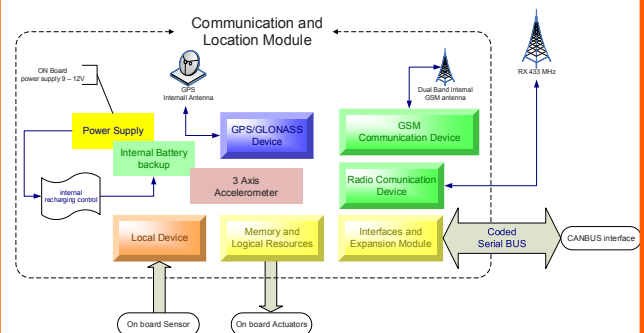 Communication and
Location Module
ON Board
power supply 9 – 12V
GPS
Internall Antenna
Dual Band Internal
GSM antenna
RX 433 MHz
Power Supply
GPS/GLONASS
Device
GSM
Communication Device
Internal Battery
backup
3 Axis
Accelerometer
Radio Comunication
Device
internal
recharging control
Local Device
Memory and
Logical Resources
Interfaces and
Expansion Module
Coded
Serial BUS
CANBUS interface
On board Sensor
On board Actuators